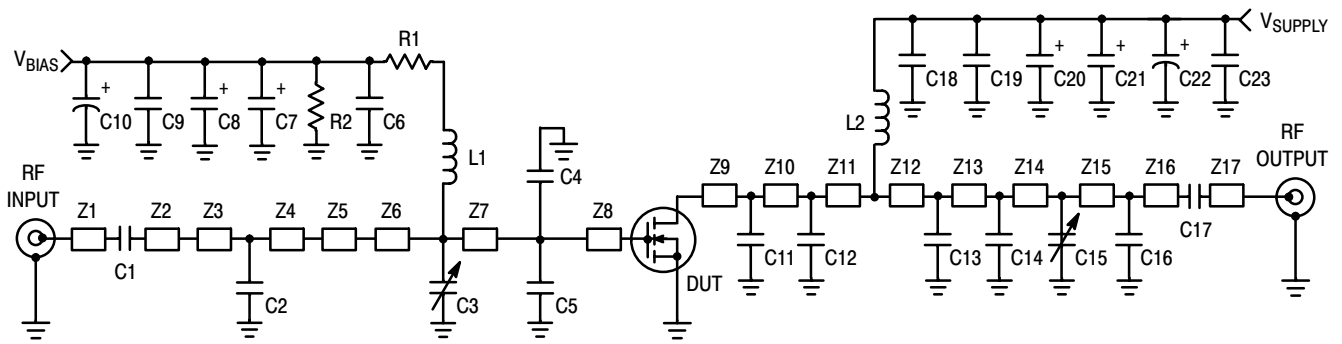 V_SUPPLY
R1
V_BIAS
+
+
+
+
+
+
C18
C19
C20
C21
C22
C23
C10
C9
C8
C7
R2
C6
L2
L1
C4
RF
INPUT
RF
OUTPUT
Z9
Z10
Z11
Z12
Z13
Z14
Z15
Z16
Z17
Z1
Z2
Z3
Z4
Z5
Z6
Z7
Z8
C17
C1
C11
C12
C13
C14
C15
C16
DUT
C2
C3
C5